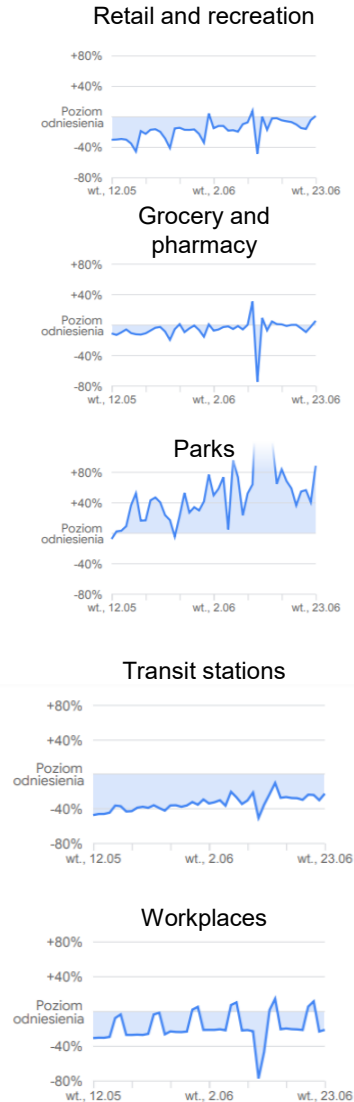 Retail and recreation
+80%
+40%
Poziom
odniesienia
-40%
-80%
wt., 12.05 wt., 2.06 wt., 23.06
Grocery and
pharmacy
+80%
+40%
Poziom
odniesienia
-40%
-80%
wt., 12.05 wt., 2.06 wt., 23.06
Parks
+80%
+40%
Poziom
odniesienia
-40%
-80%
wt., 12.05 wt., 2.06 wt., 23.06
Transit stations
+80%
+40%
Poziom
odniesienia
-40%
-80%
wt., 12.05 wt., 2.06 wt., 23.06
Workplaces
+80%
+40%
Poziom
odniesienia
-40%
-80%
wt., 12.05 wt., 2.06 wt., 23.06